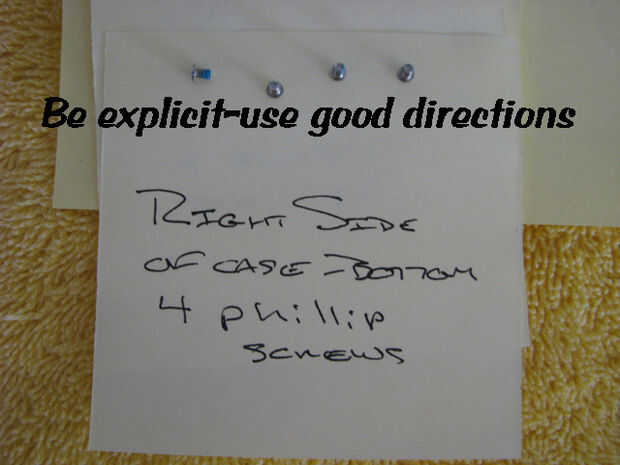 Be explicit-use good directions
RIGHT SIDE
OF CASE - BOTTOM
4 phillip
SCREWS